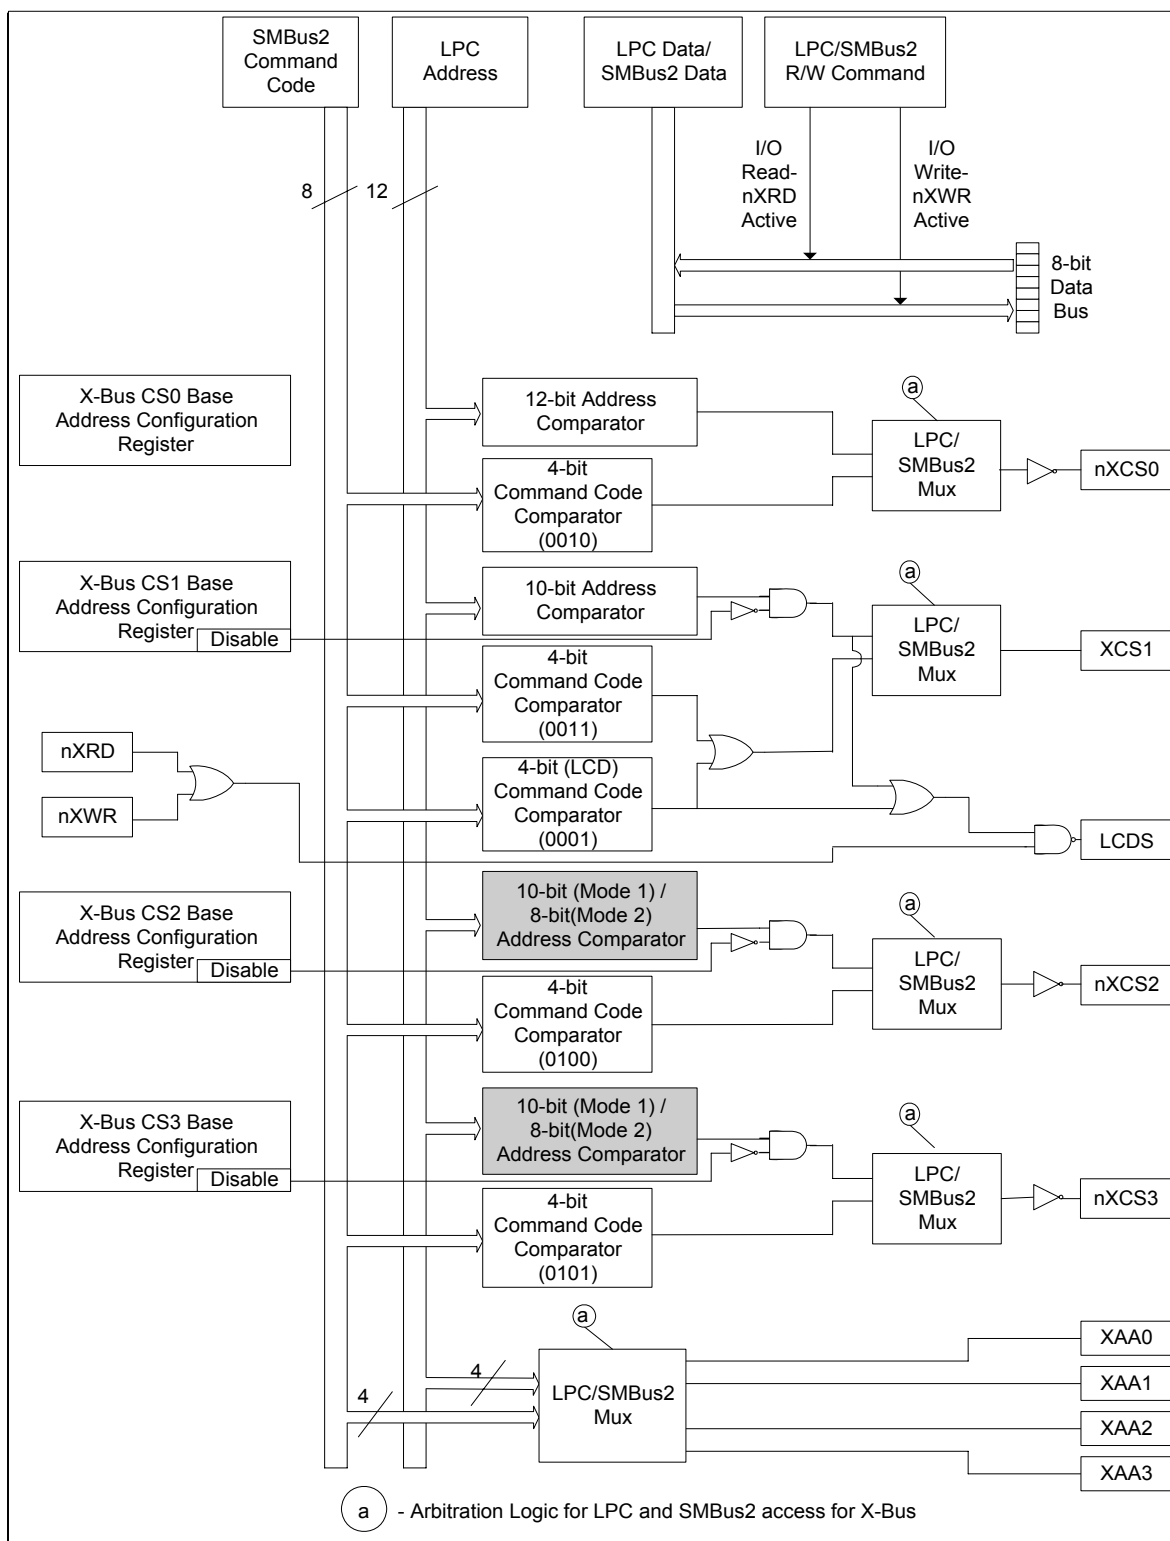 SMBus2
Command
Code
LPC
Address
LPC Data/
SMBus2 Data
LPC/SMBus2
R/W Command
8
12
I/O
Read-
nXRD
Active
I/O
Write-
nXWR
Active
8-bit
Data
Bus
X-Bus CS0 Base
Address Configuration
Register
12-bit Address
Comparator
4-bit
Command Code
Comparator
(0010)
a
LPC/
SMBus2
Mux
nXCS0
X-Bus CS1 Base
Address Configuration
Register
Disable
10-bit Address
Comparator
4-bit
Command Code
Comparator
(0011)
a
LPC/
SMBus2
Mux
XCS1
nXRD
nXWR
4-bit (LCD)
Command Code
Comparator
(0001)
LCDS
X-Bus CS2 Base
Address Configuration
Register
Disable
10-bit (Mode 1) /
8-bit(Mode 2)
Address Comparator
4-bit
Command Code
Comparator
(0100)
a
LPC/
SMBus2
Mux
nXCS2
X-Bus CS3 Base
Address Configuration
Register
Disable
10-bit (Mode 1) /
8-bit(Mode 2)
Address Comparator
4-bit
Command Code
Comparator
(0101)
a
LPC/
SMBus2
Mux
nXCS3
4
4
a
LPC/SMBus2
Mux
XAA0
XAA1
XAA2
XAA3
a - Arbitration Logic for LPC and SMBus2 access for X-Bus